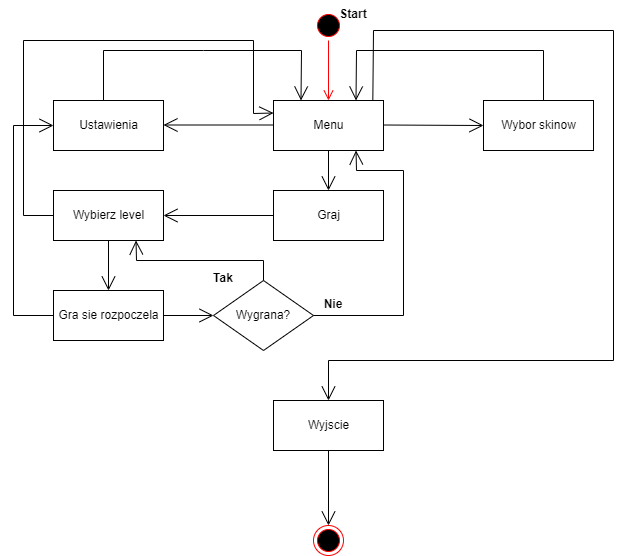 Start
Ustawienia
Menu
Wybor skinow
Wybierz level
Graj
Tak
Nie
Gra sie rozpoczela
Wygrana?
Wyjscie